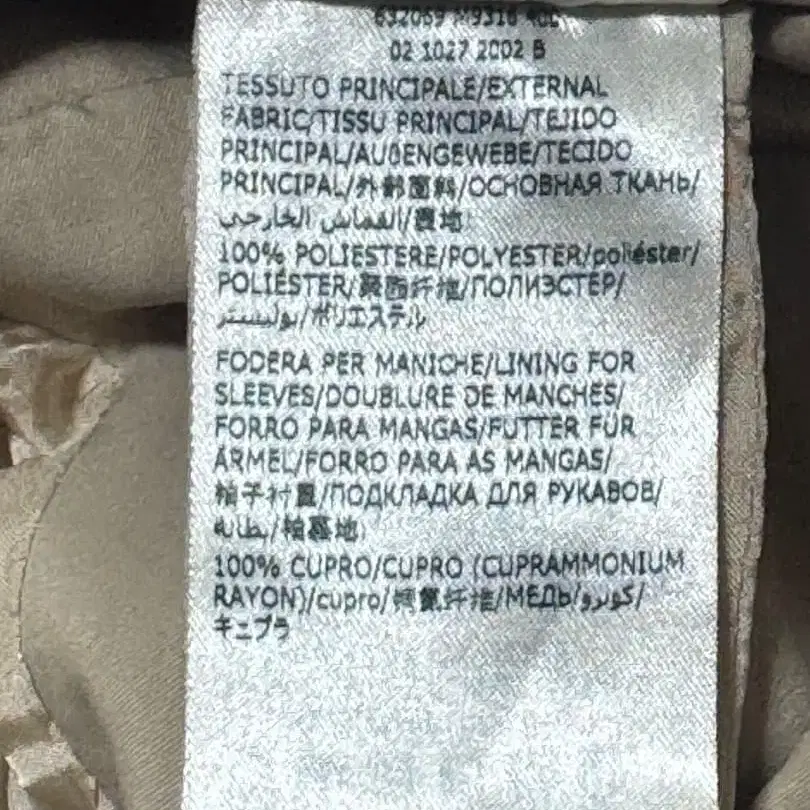 632069 M9316 40
02 1027 2002 B
TESSUTO PRINCIPALE/EXTERNAL
FABRIC/TISSU PRINCIPAL/TEJIDO
PRINCIPAL/AUßENGEWEBE/TECIDO
PRINCIPAL/外部面料/ОСНОВНАЯ ТКАНЬ/
القماش الخارجي/表地
100% POLIESTERE/POLYESTER/poliéster/
POLIÉSTER/聚酯纤维/ПОЛИЭСТЕР/
بوليستر/ポリエステル
FODERA PER MANICHE/LINING FOR
SLEEVES/DOUBLURE DE MANCHES/
FORRO PARA MANGAS/FUTTER FÜR
ÄRMEL/FORRO PARA AS MANGAS/
袖子衬里/ПОДКЛАДКА ДЛЯ РУКАВОВ/
بطانة/袖裏地
100% CUPRO/CUPRO (CUPRAMMONIUM
RAYON)/cupro/铜氨纤维/МЕДЬ/كوبرو/
キュプラ